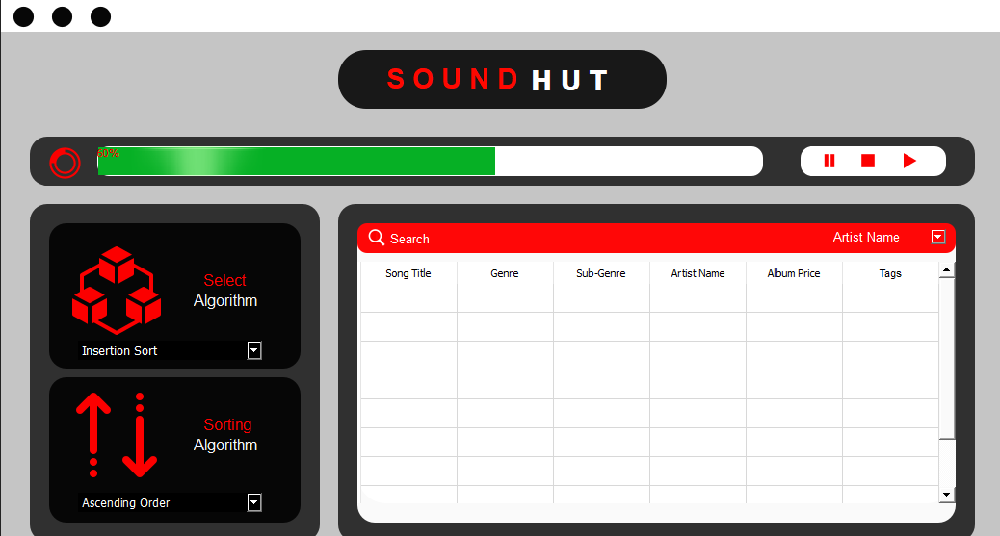 SOUND HUT
60%
Search
Artist Name
Select
Algorithm
Insertion Sort
Song Title Genre Sub-Genre Artist Name Album Price Tags
Sorting
Algorithm
Ascending Order